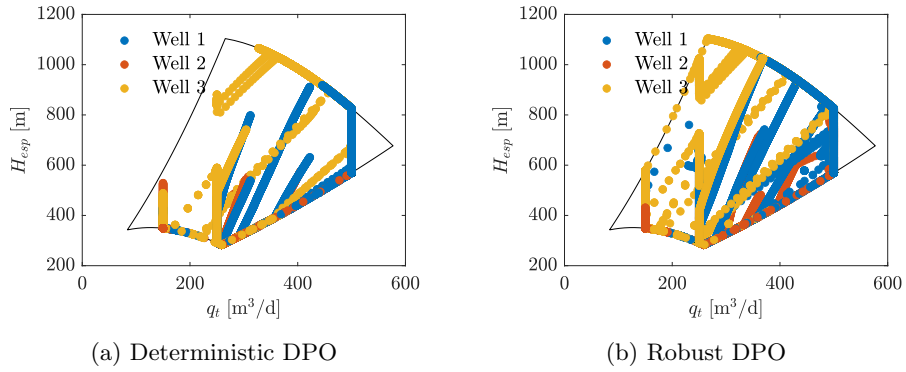 1200
1000
800
600
400
200
H_esp [m]
Well 1
Well 2
Well 3
0 200 400 600
q_t [m³/d]
(a) Deterministic DPO
1200
1000
800
600
400
200
H_esp [m]
Well 1
Well 2
Well 3
0 200 400 600
q_t [m³/d]
(b) Robust DPO